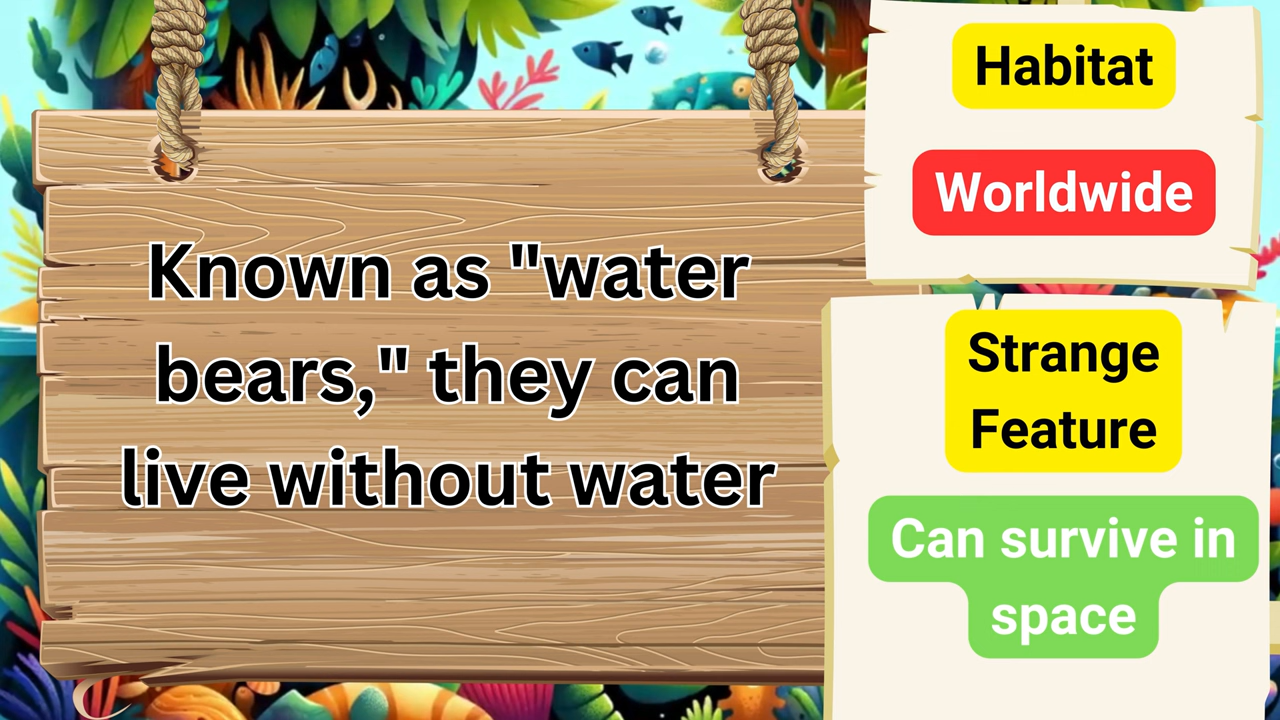 Known as "water
bears," they can
live without water
Habitat
Worldwide
Strange
Feature
Can survive in
space